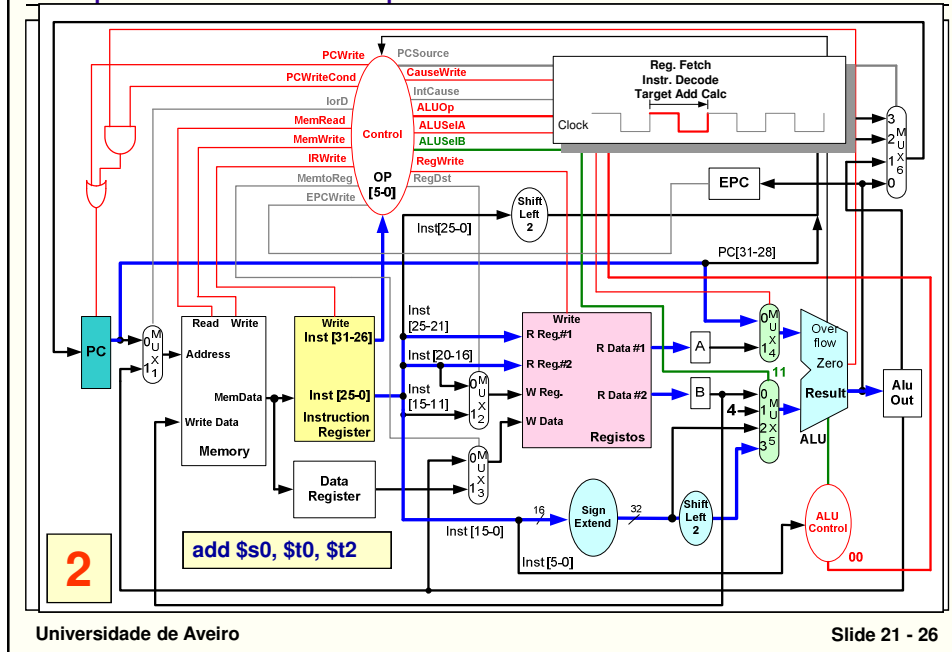 PCWrite
PCSource
PCWriteCond
CauseWrite
IorD
IntCause
MemRead
ALUOp
MemWrite
ALUSelA
IRWrite
ALUSelB
MemtoReg
RegWrite
EPCWrite
RegDst
Control
OP
[5-0]
Reg. Fetch
Instr. Decode
Target Add Calc
Clock
3
2
1
0
M
U
X
6
EPC
Shift
Left
2
Inst[25-0]
PC[31-28]
PC
0
1
M
U
X
1
Read Write
Address
MemData
Write Data
Memory
Write
Inst [31-26]
Inst [25-0]
Instruction
Register
Data
Register
Inst
[25-21]
Inst [20-16]
Inst
[15-11]
0
1
M
U
X
2
0
1
M
U
X
3
Write
R Reg.#1
R Reg.#2
W Reg.
W Data
R Data #1
R Data #2
Registos
A
B
0
1
M
U
X
4
11
4
0
1
2
3
M
U
X
5
Over
flow
Zero
Result
ALU
Alu
Out
16
Sign
Extend
32
Shift
Left
2
Inst [15-0]
Inst [5-0]
ALU
Control
00
2
add $s0, $t0, $t2
Universidade de Aveiro
Slide 21 - 26